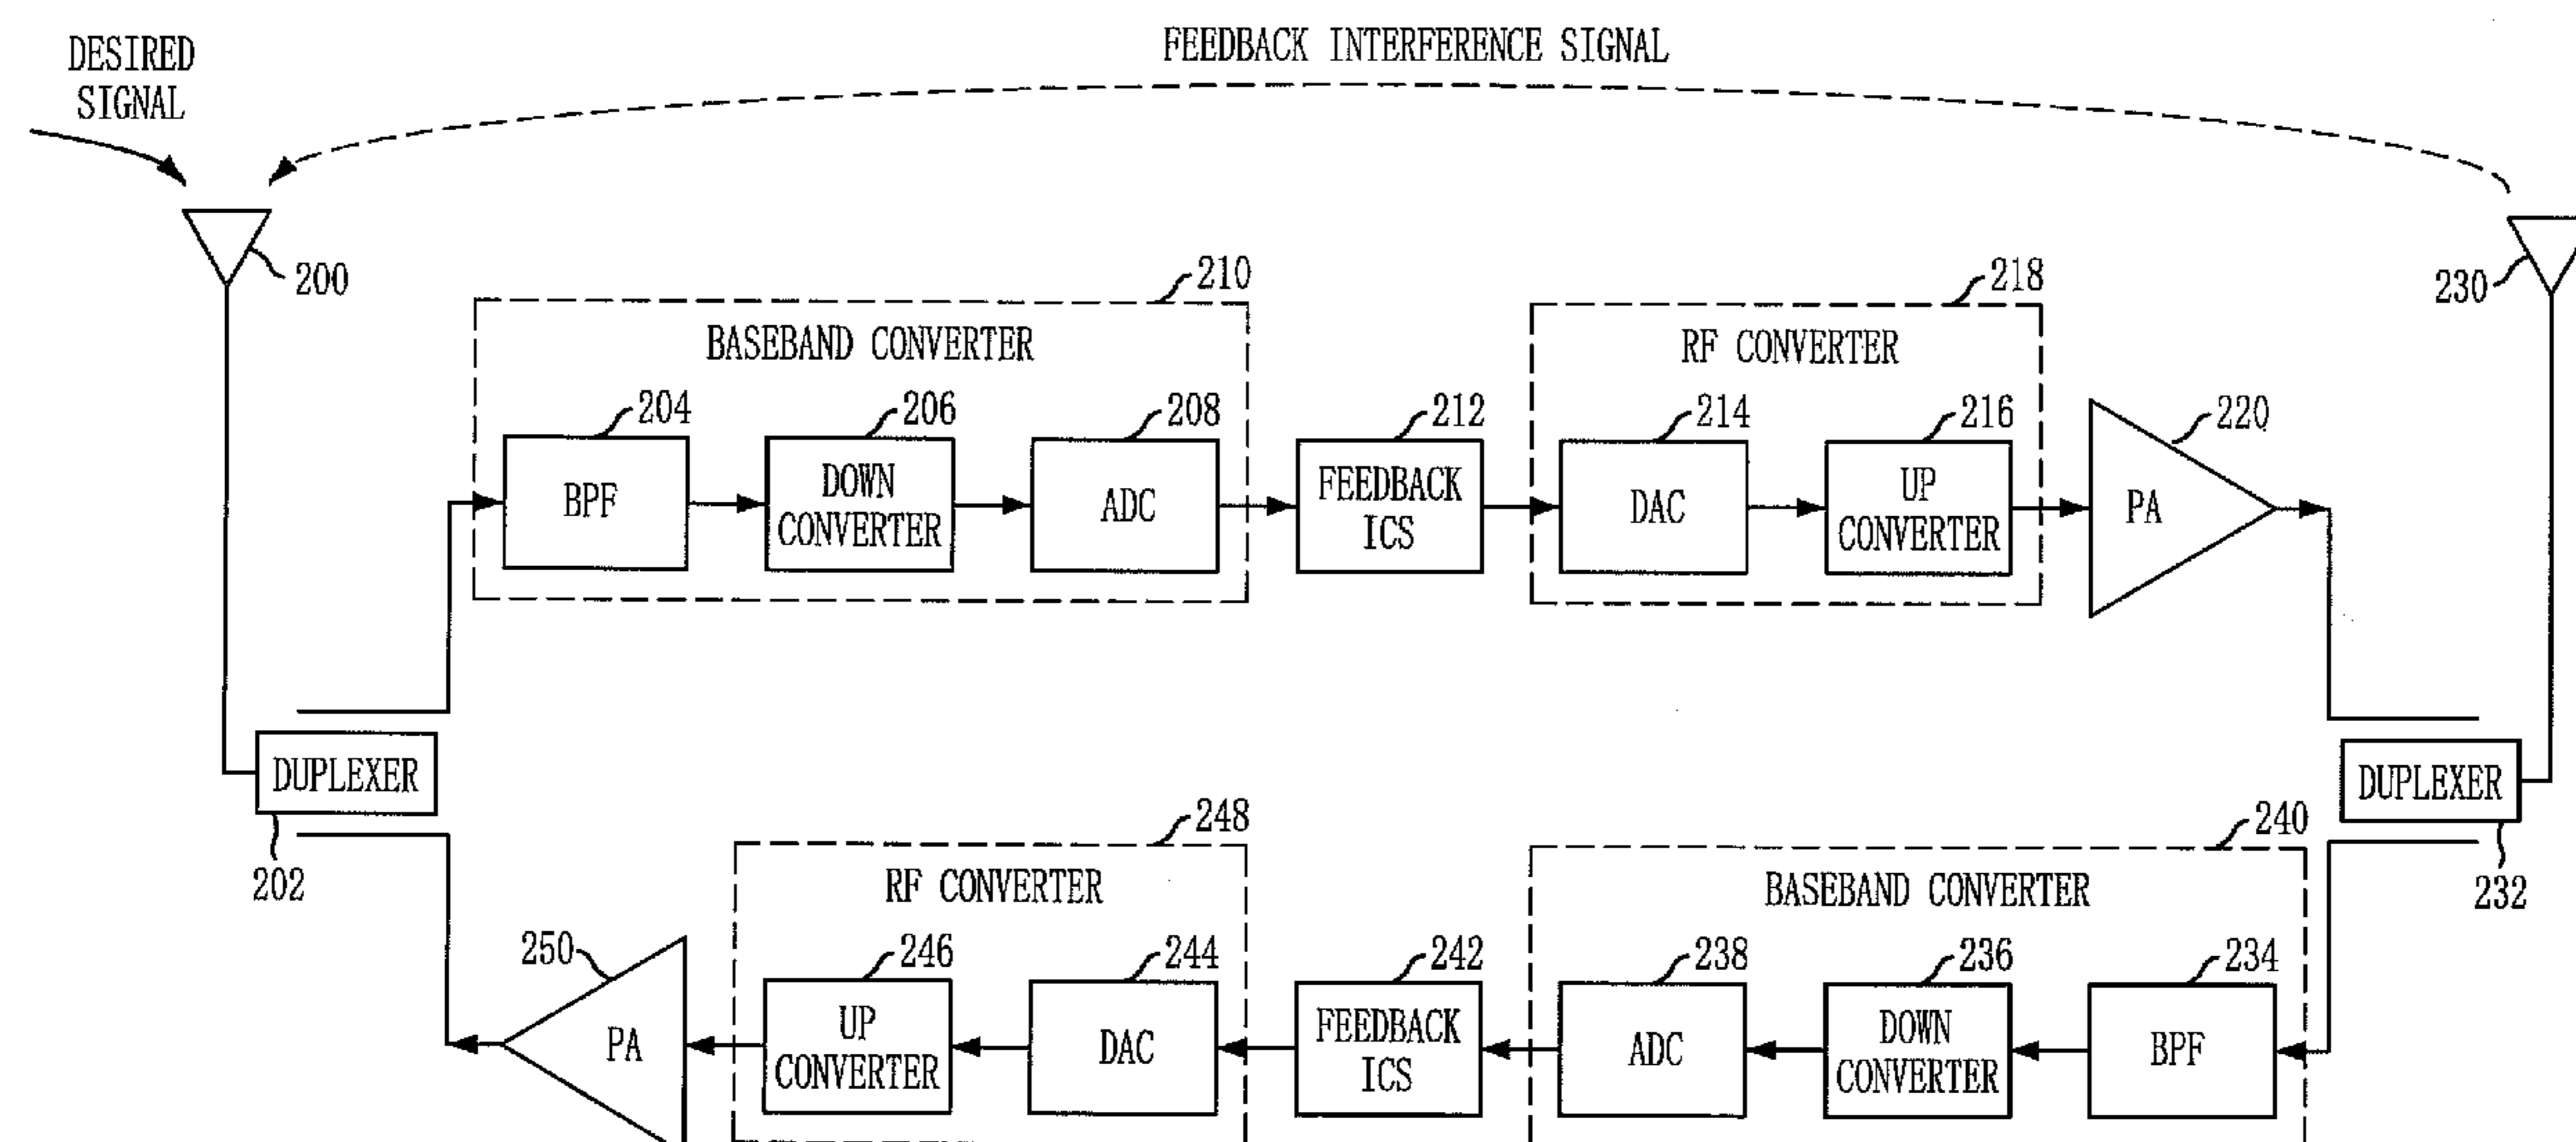 DESIRED
SIGNAL
FEEDBACK INTERFERENCE SIGNAL
200
230
210
BASEBAND CONVERTER
218
RF CONVERTER
204
BPF
206
DOWN
CONVERTER
208
ADC
212
FEEDBACK
ICS
214
DAC
216
UP
CONVERTER
220
PA
DUPLEXER
202
DUPLEXER
232
248
RF CONVERTER
240
BASEBAND CONVERTER
250
PA
246
UP
CONVERTER
244
DAC
242
FEEDBACK
ICS
238
ADC
236
DOWN
CONVERTER
234
BPF